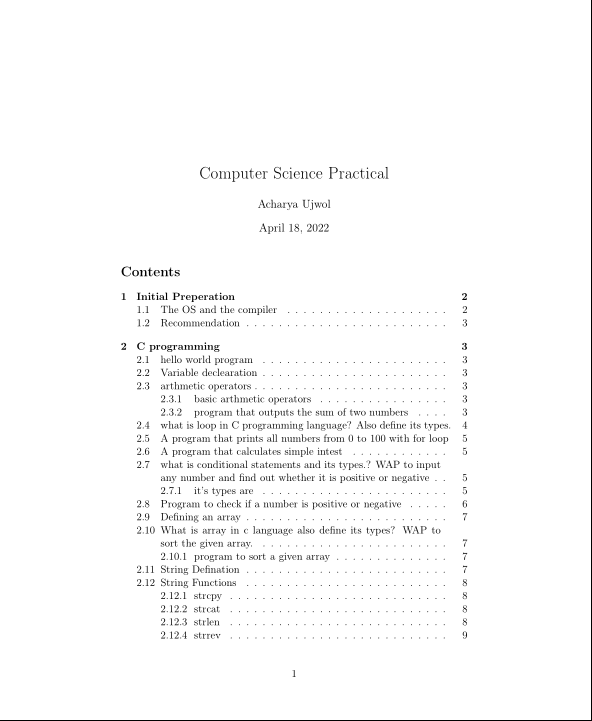 Computer Science Practical
Acharya Ujwol
April 18, 2022
Contents
1 Initial Preperation 2
1.1 The OS and the compiler . . . . . . . . . . . . . . . . . . . . 2
1.2 Recommendation . . . . . . . . . . . . . . . . . . . . . . . . . 3
2 C programming 3
2.1 hello world program . . . . . . . . . . . . . . . . . . . . . . . 3
2.2 Variable declearation . . . . . . . . . . . . . . . . . . . . . . . 3
2.3 arthmetic operators . . . . . . . . . . . . . . . . . . . . . . . . 3
2.3.1 basic arthmetic operators . . . . . . . . . . . . . . . . 3
2.3.2 program that outputs the sum of two numbers . . . . 3
2.4 what is loop in C programming language? Also define its types. 4
2.5 A program that prints all numbers from 0 to 100 with for loop 5
2.6 A program that calculates simple intest . . . . . . . . . . . . 5
2.7 what is conditional statements and its types.? WAP to input
any number and find out whether it is positive or negative . . 5
2.7.1 it's types are . . . . . . . . . . . . . . . . . . . . . . . 5
2.8 Program to check if a number is positive or negative . . . . . 6
2.9 Defining an array . . . . . . . . . . . . . . . . . . . . . . . . . 7
2.10 What is array in c language also define its types? WAP to
sort the given array. . . . . . . . . . . . . . . . . . . . . . . . 7
2.10.1 program to sort a given array . . . . . . . . . . . . . . 7
2.11 String Defination . . . . . . . . . . . . . . . . . . . . . . . . . 7
2.12 String Functions . . . . . . . . . . . . . . . . . . . . . . . . . 8
2.12.1 strcpy . . . . . . . . . . . . . . . . . . . . . . . . . . . 8
2.12.2 strcat . . . . . . . . . . . . . . . . . . . . . . . . . . . 8
2.12.3 strlen . . . . . . . . . . . . . . . . . . . . . . . . . . . 8
2.12.4 strrev . . . . . . . . . . . . . . . . . . . . . . . . . . . 9
1